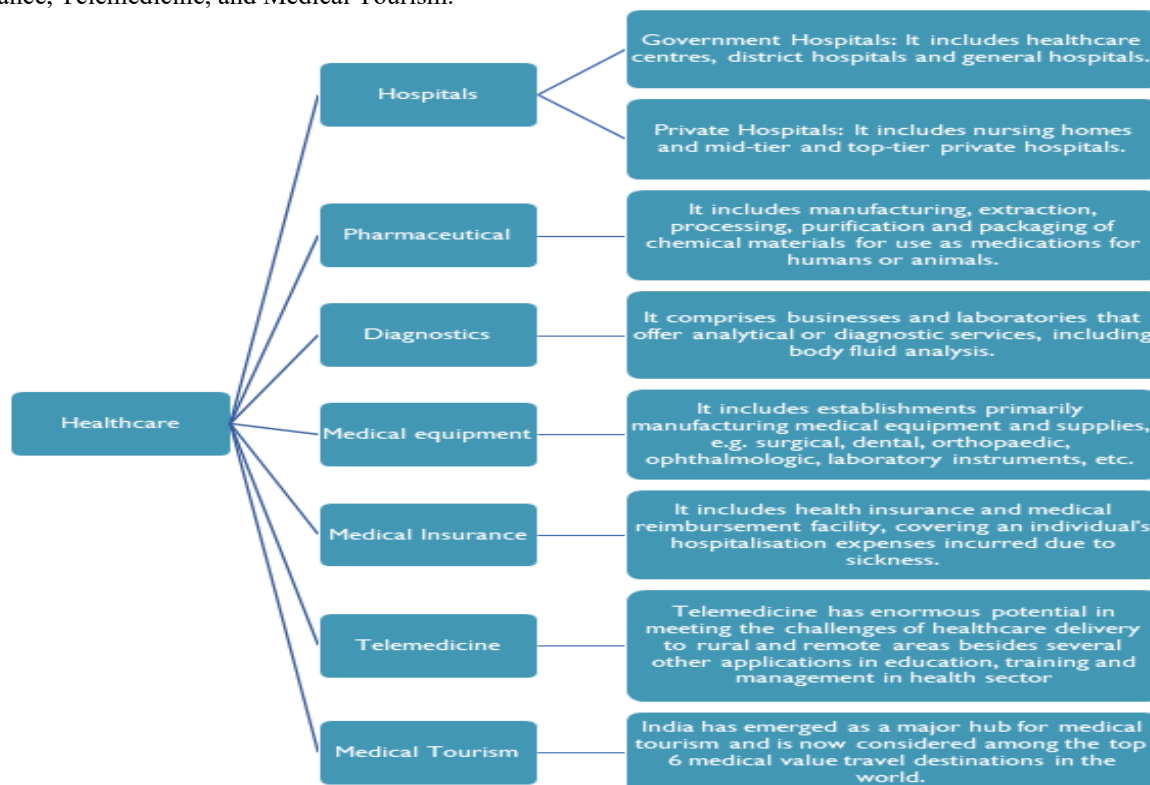 ance, Telemedicine, and Medical Tourism.
Healthcare
Hospitals
Government Hospitals: It includes healthcare
centres, district hospitals and general hospitals.
Private Hospitals: It includes nursing homes
and mid-tier and top-tier private hospitals.
Pharmaceutical
It includes manufacturing, extraction,
processing, purification and packaging of
chemical materials for use as medications for
humans or animals.
Diagnostics
It comprises businesses and laboratories that
offer analytical or diagnostic services, including
body fluid analysis.
Medical equipment
It includes establishments primarily
manufacturing medical equipment and supplies,
e.g. surgical, dental, orthopaedic,
ophthalmologic, laboratory instruments, etc.
Medical Insurance
It includes health insurance and medical
reimbursement facility, covering an individual's
hospitalisation expenses incurred due to
sickness.
Telemedicine
Telemedicine has enormous potential in
meeting the challenges of healthcare delivery
to rural and remote areas besides several
other applications in education, training and
management in health sector
Medical Tourism
India has emerged as a major hub for medical
tourism and is now considered among the top
6 medical value travel destinations in the
world.